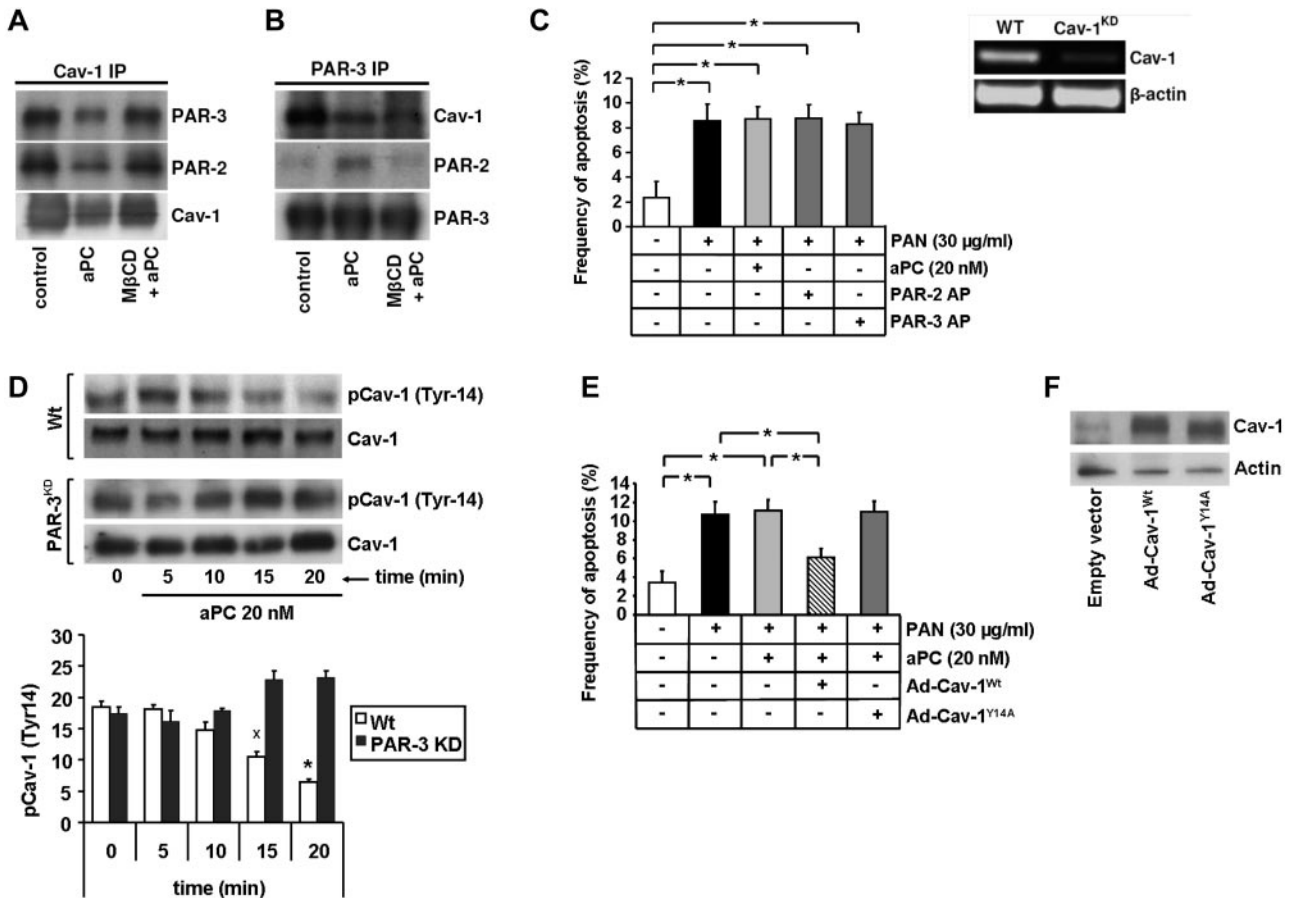 A
Cav-1 IP
PAR-3
PAR-2
Cav-1
control
aPC
MβCD + aPC
B
PAR-3 IP
Cav-1
PAR-2
PAR-3
control
aPC
MβCD + aPC
C
WT Cav-1KD
Cav-1
β-actin
Frequency of apoptosis (%)
12
10
8
6
4
2
0
* * * *
- + + + + PAN (30 µg/ml)
- - + - - aPC (20 nM)
- - - + - PAR-2 AP
- - - - + PAR-3 AP
D
Wt
pCav-1 (Tyr-14)
Cav-1
PAR-3KD
pCav-1 (Tyr-14)
Cav-1
0 5 10 15 20 ← time (min)
aPC 20 nM
pCav-1 (Tyr14)
30
25
20
15
10
5
0
x *
Wt
PAR-3 KD
0 5 10 15 20
time (min)
E
Frequency of apoptosis (%)
14
12
10
8
6
4
2
0
* * * *
- + + + + PAN (30 µg/ml)
- - + + + aPC (20 nM)
- - - + - Ad-Cav-1Wt
- - - - + Ad-Cav-1Y14A
F
Cav-1
Actin
Empty vector
Ad-Cav-1Wt
Ad-Cav-1Y14A